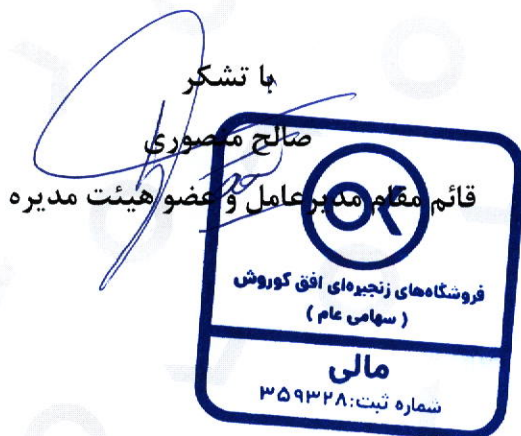 با تشکر
صالح منصوری
قائم مقام مدیرعامل و عضو هیئت مدیره
OK
فروشگاه‌های زنجیره‌ای افق کوروش
( سهامی عام )
مالی
شماره ثبت: ۳۵۹۳۲۸